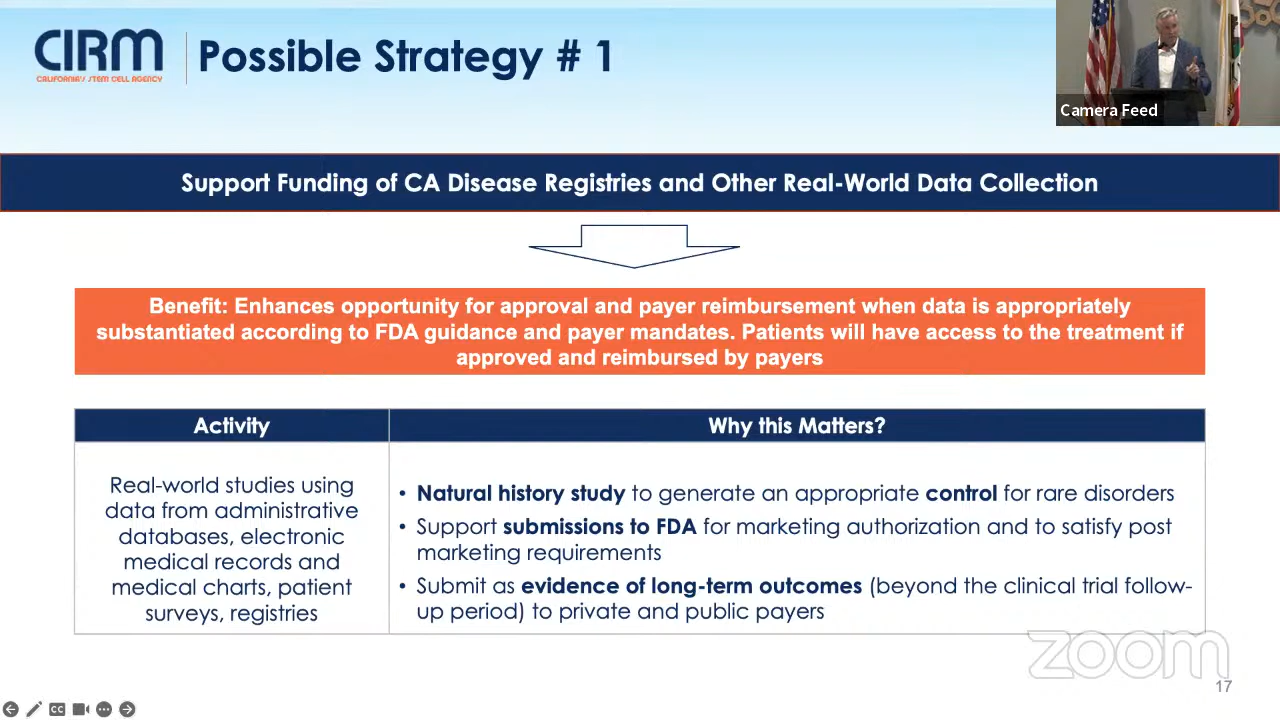 CIRM
CALIFORNIA'S STEM CELL AGENCY
Possible Strategy # 1
Camera Feed
Support Funding of CA Disease Registries and Other Real-World Data Collection
Benefit: Enhances opportunity for approval and payer reimbursement when data is appropriately
substantiated according to FDA guidance and payer mandates. Patients will have access to the treatment if
approved and reimbursed by payers
Activity
Why this Matters?
Real-world studies using
data from administrative
databases, electronic
medical records and
medical charts, patient
surveys, registries
• Natural history study to generate an appropriate control for rare disorders
• Support submissions to FDA for marketing authorization and to satisfy post
marketing requirements
• Submit as evidence of long-term outcomes (beyond the clinical trial follow-
up period) to private and public payers
zoom
17
CC